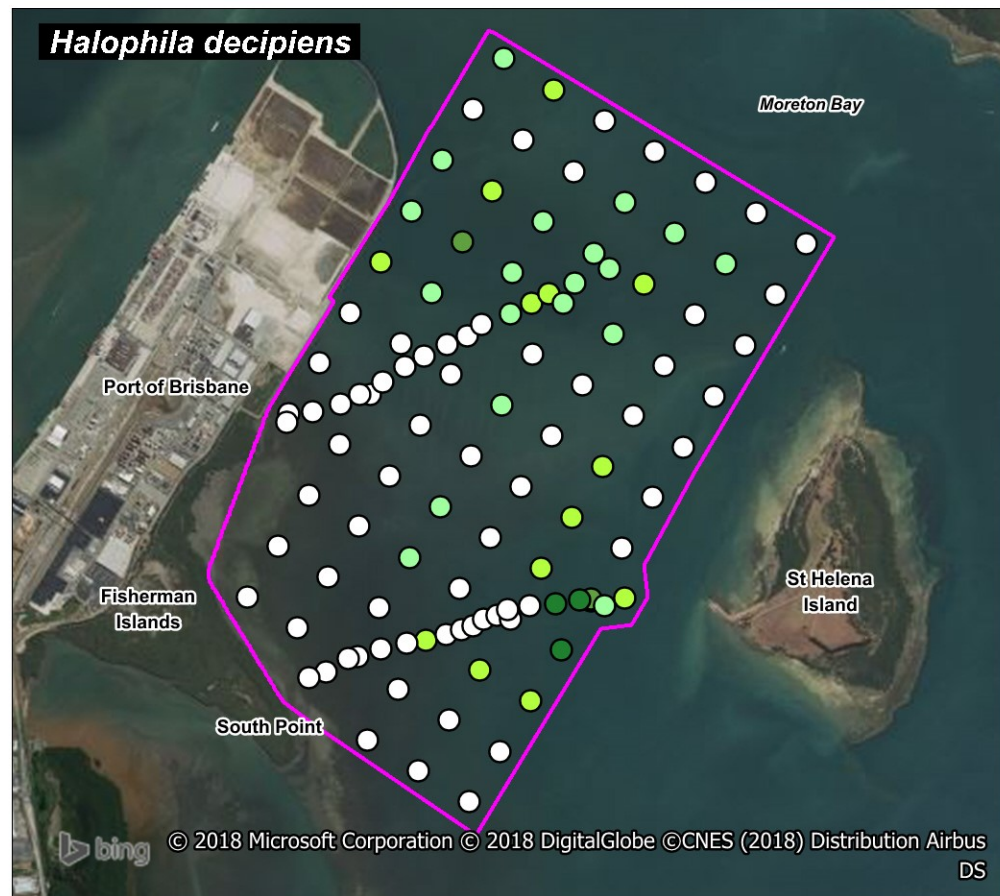 Halophila decipiens
Moreton Bay
Port of Brisbane
St Helena
Island
Fisherman
Islands
South Point
bing
© 2018 Microsoft Corporation © 2018 DigitalGlobe ©CNES (2018) Distribution Airbus
DS